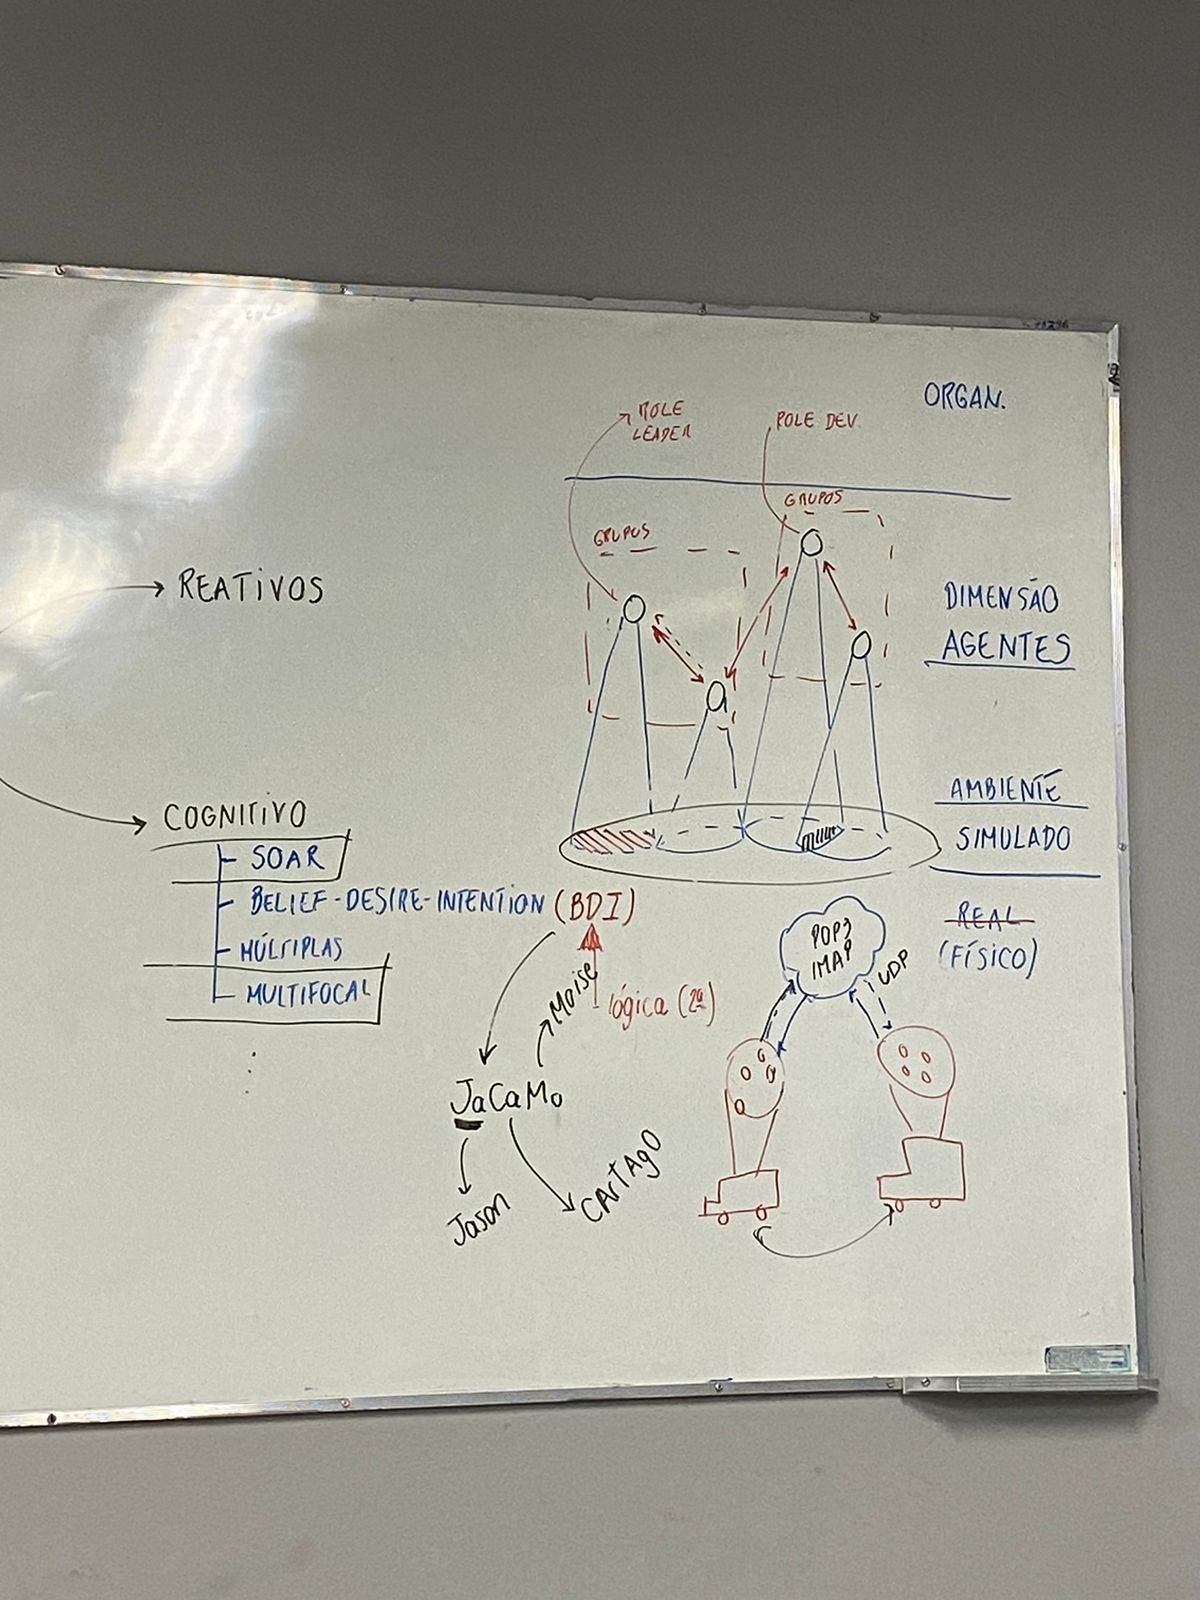 ORGAN.
ROLE
LEADER
ROLE DEV.
GRUPOS
GRUPOS
DIMENSÃO
AGENTES
AMBIENTE
SIMULADO
REAL
(FÍSICO)
REATIVOS
COGNITIVO
SOAR
BELIEF-DESIRE-INTENTION (BDI)
MÚLTIPLAS
MULTIFOCAL
lógica (2ª)
Moise
JaCaMo
Jason
CArtAgO
POP3
IMAP
UDP